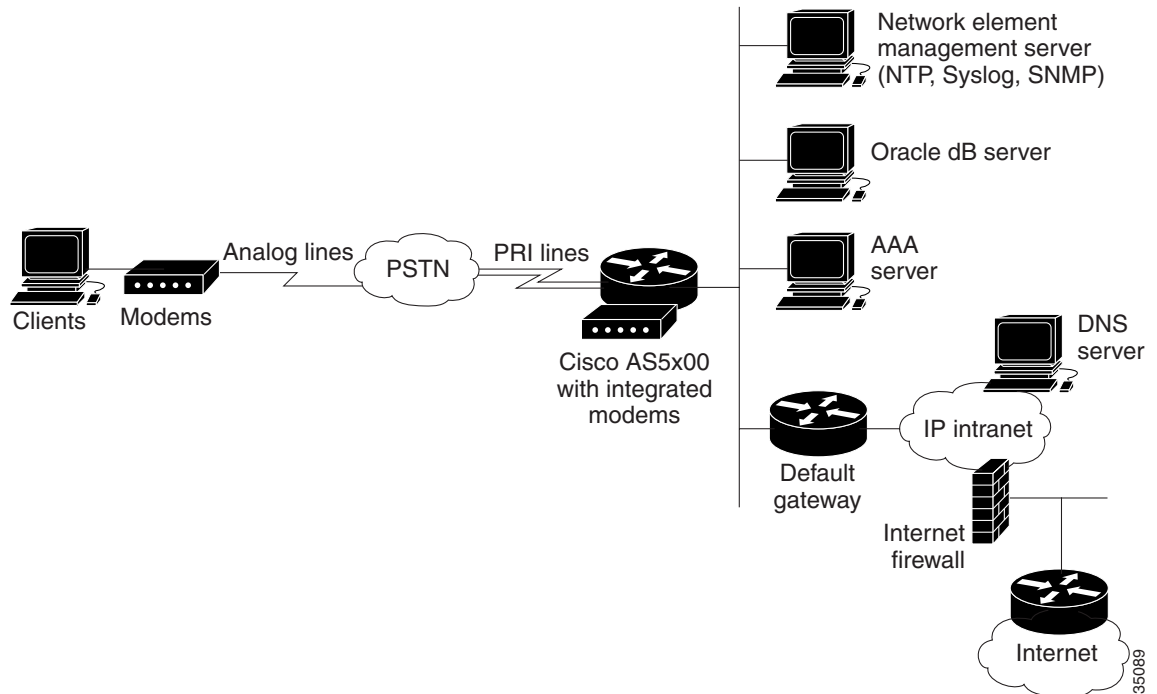 Network element
management server
(NTP, Syslog, SNMP)
Oracle dB server
AAA
server
Analog lines
PSTN
PRI lines
Clients
Modems
Cisco AS5x00
with integrated
modems
DNS
server
IP intranet
Default
gateway
Internet
firewall
Internet
35089